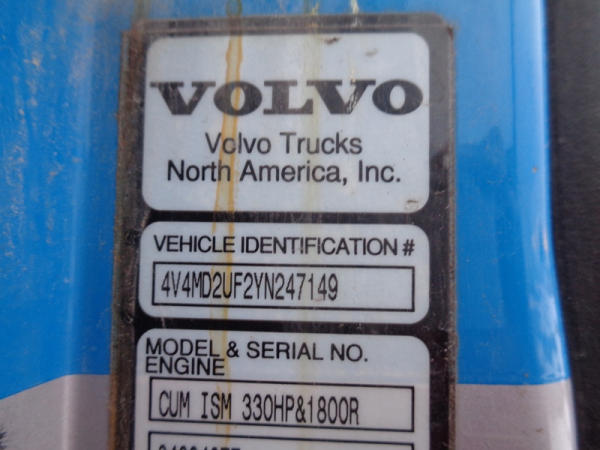 VOLVO
Volvo Trucks
North America, Inc.
VEHICLE IDENTIFICATION #
4V4MD2UF2YN247149
MODEL & SERIAL NO.
ENGINE
CUM ISM 330HP&1800R